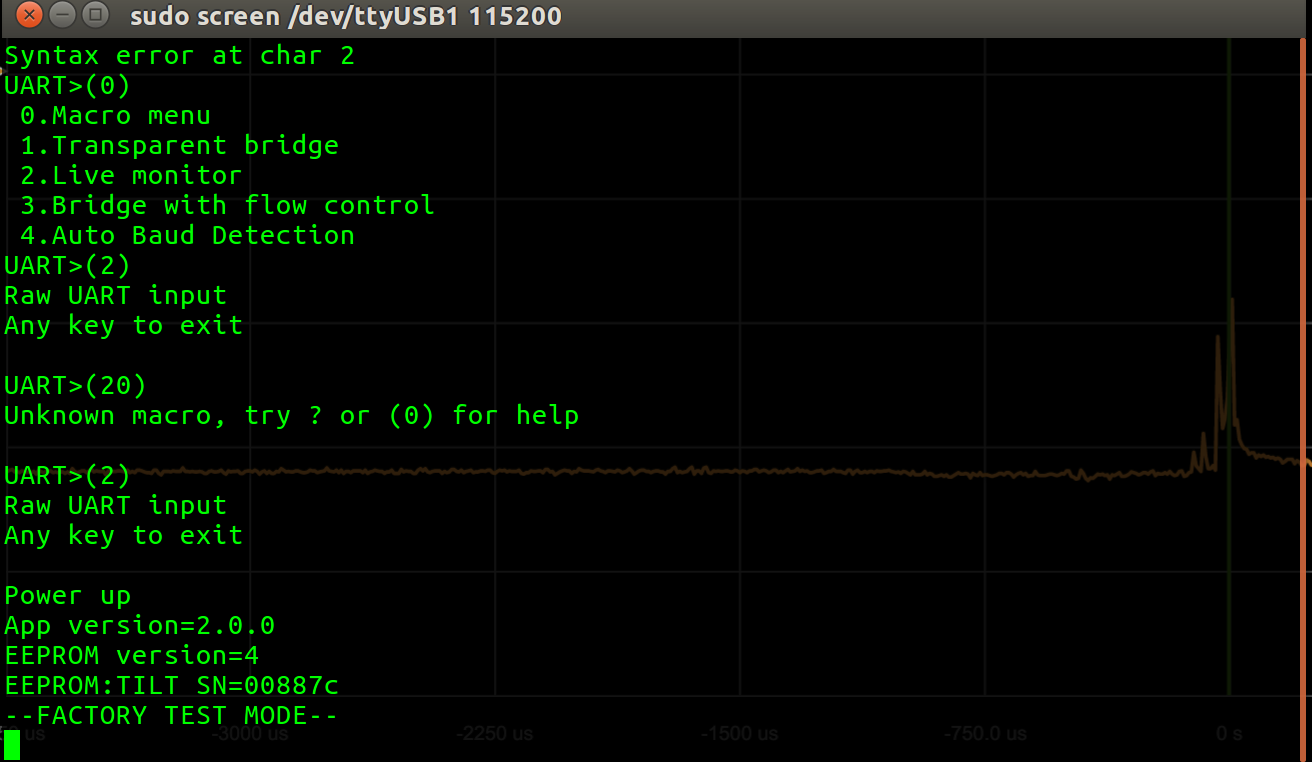 sudo screen /dev/ttyUSB1 115200
Syntax error at char 2
UART>(0)
0.Macro menu
1.Transparent bridge
2.Live monitor
3.Bridge with flow control
4.Auto Baud Detection
UART>(2)
Raw UART input
Any key to exit
UART>(20)
Unknown macro, try ? or (0) for help
UART>(2)
Raw UART input
Any key to exit
Power up
App version=2.0.0
EEPROM version=4
EEPROM:TILT SN=00887c
--FACTORY TEST MODE--
us -3000 us -2250 us -1500 us -750.0 us 0 s